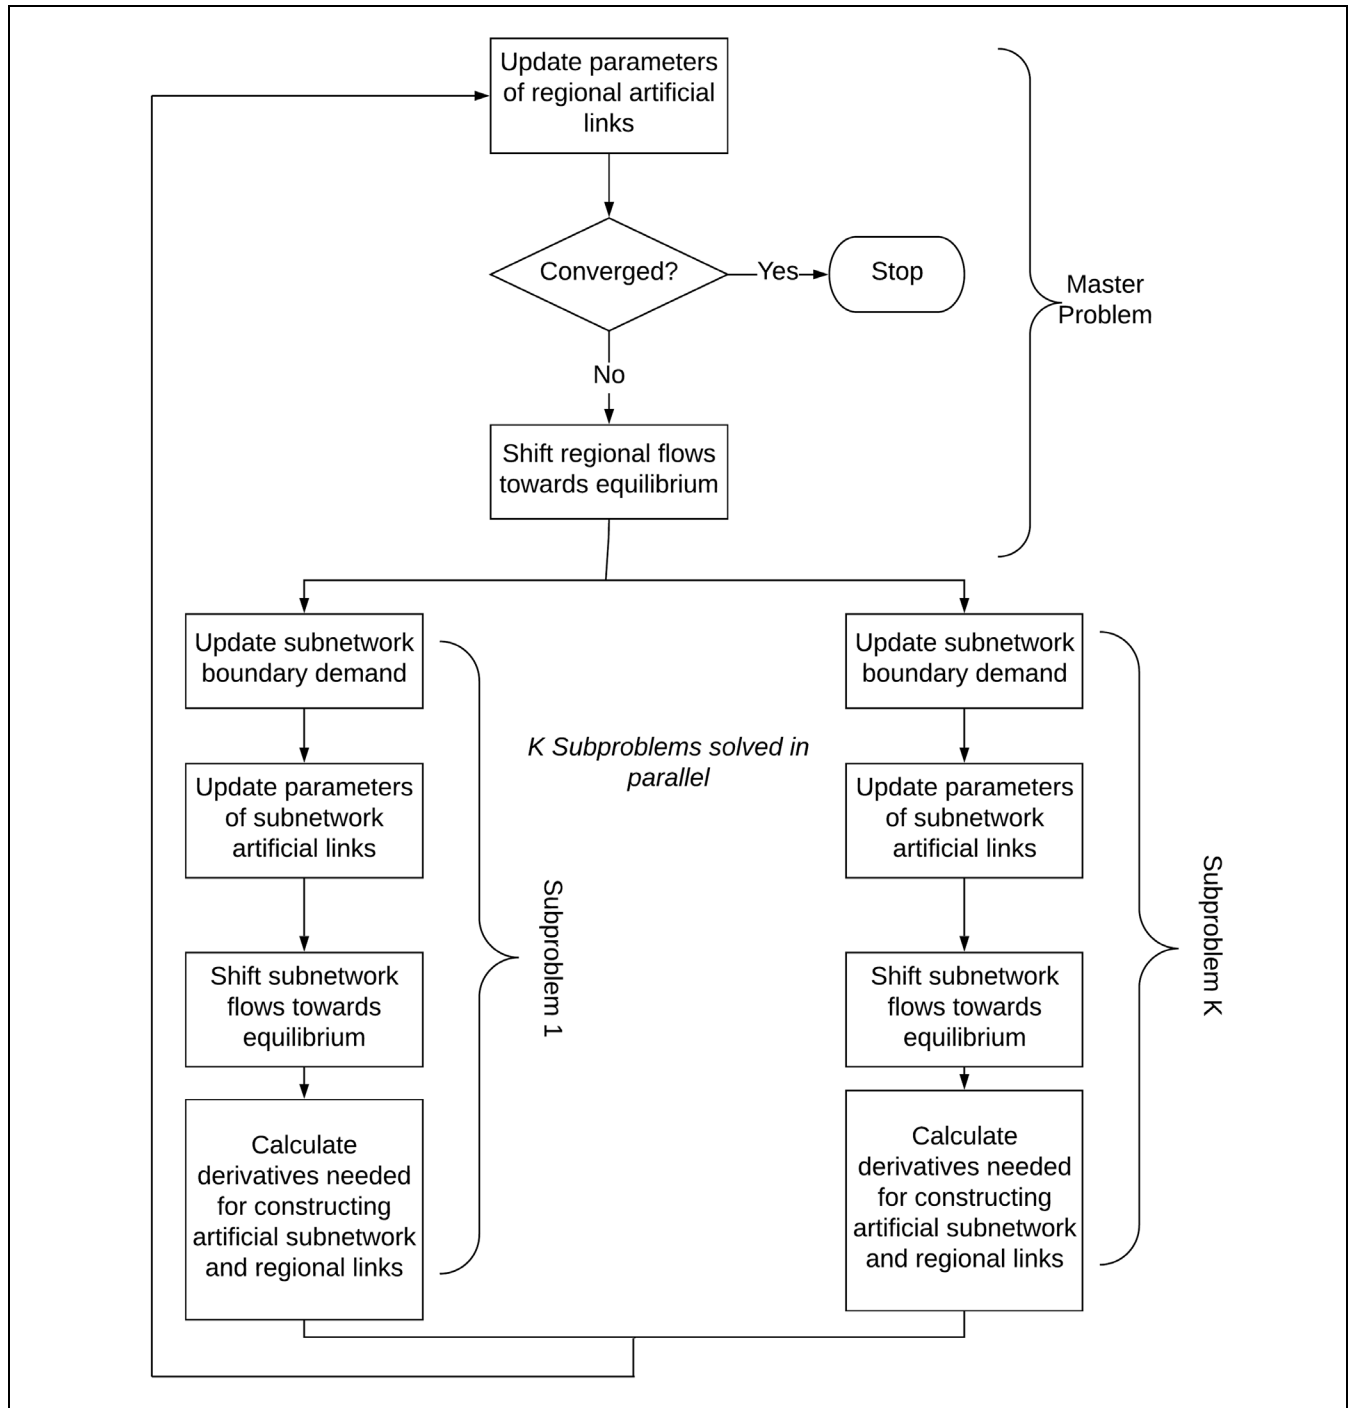 Update parameters
of regional artificial
links
Converged?
Yes
Stop
Master
Problem
No
Shift regional flows
towards equilibrium
Update subnetwork
boundary demand
Update parameters
of subnetwork
artificial links
Shift subnetwork
flows towards
equilibrium
Calculate
derivatives needed
for constructing
artificial subnetwork
and regional links
Subproblem 1
K Subproblems solved in
parallel
Update subnetwork
boundary demand
Update parameters
of subnetwork
artificial links
Shift subnetwork
flows towards
equilibrium
Calculate
derivatives needed
for constructing
artificial subnetwork
and regional links
Subproblem K